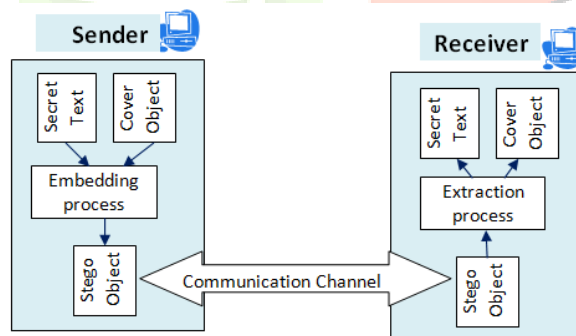 Sender
Receiver
Secret
Text
Cover
Object
Embedding
process
Stego
Object
Communication Channel
Secret
Text
Cover
Object
Extraction
process
Stego
Object